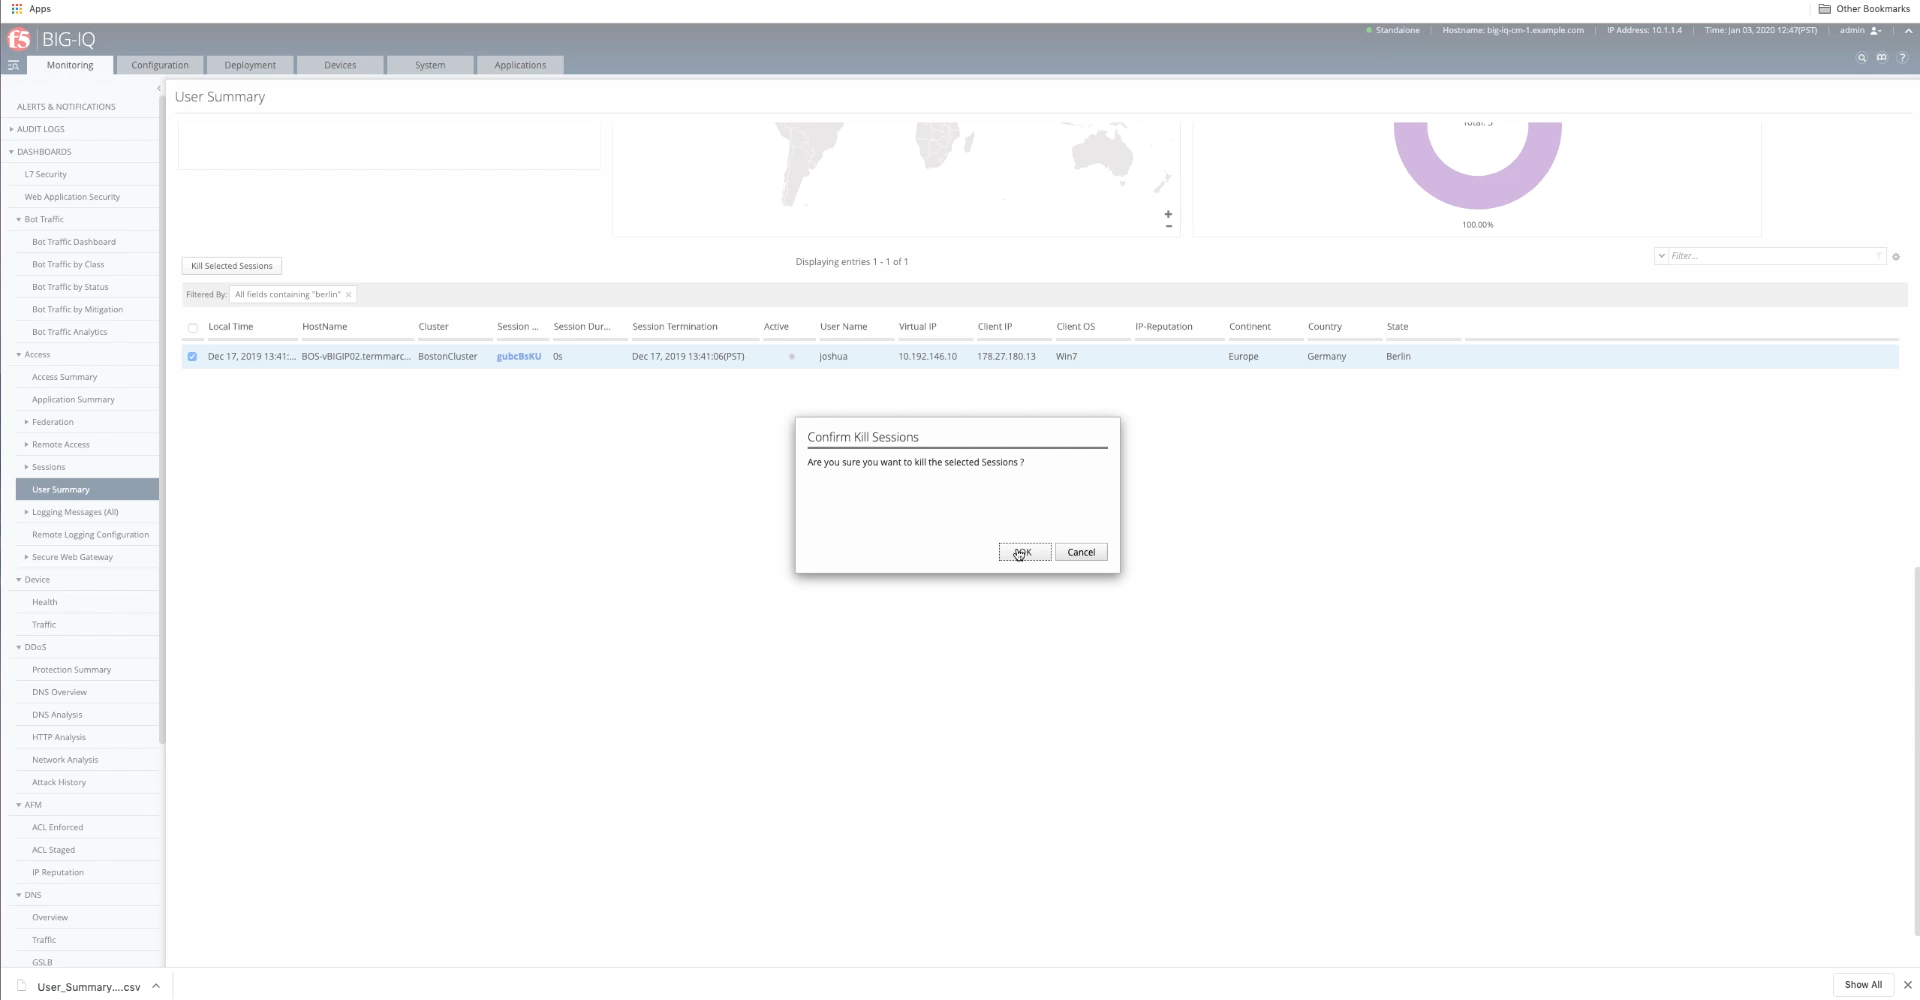 Apps
Other Bookmarks
f5 BIG-IQ
Standalone
Hostname: big-iq-cm-1.example.com
IP Address: 10.1.1.4
Time: Jan 03, 2020 12:47(PST)
admin
Monitoring
Configuration
Deployment
Devices
System
Applications
ALERTS & NOTIFICATIONS
AUDIT LOGS
DASHBOARDS
L7 Security
Web Application Security
Bot Traffic
Bot Traffic Dashboard
Bot Traffic by Class
Bot Traffic by Status
Bot Traffic by Mitigation
Bot Traffic Analytics
Access
Access Summary
Application Summary
Federation
Remote Access
Sessions
User Summary
Logging Messages (All)
Remote Logging Configuration
Secure Web Gateway
Device
Health
Traffic
DDoS
Protection Summary
DNS Overview
DNS Analysis
HTTP Analysis
Network Analysis
Attack History
AFM
ACL Enforced
ACL Staged
IP Reputation
DNS
Overview
Traffic
GSLB
User Summary
+
−
100.00%
Kill Selected Sessions
Displaying entries 1 - 1 of 1
Filter...
Filtered By: All fields containing "berlin" ×
Local Time HostName Cluster Session ... Session Dur... Session Termination Active User Name Virtual IP Client IP Client OS IP-Reputation Continent Country State
Dec 17, 2019 13:41:... BOS-vBIGIP02.termmarc... BostonCluster gubcBsKU 0s Dec 17, 2019 13:41:06(PST) joshua 10.192.146.10 178.27.180.13 Win7 Europe Germany Berlin
Confirm Kill Sessions
Are you sure you want to kill the selected Sessions ?
Cancel
User_Summary....csv
Show All